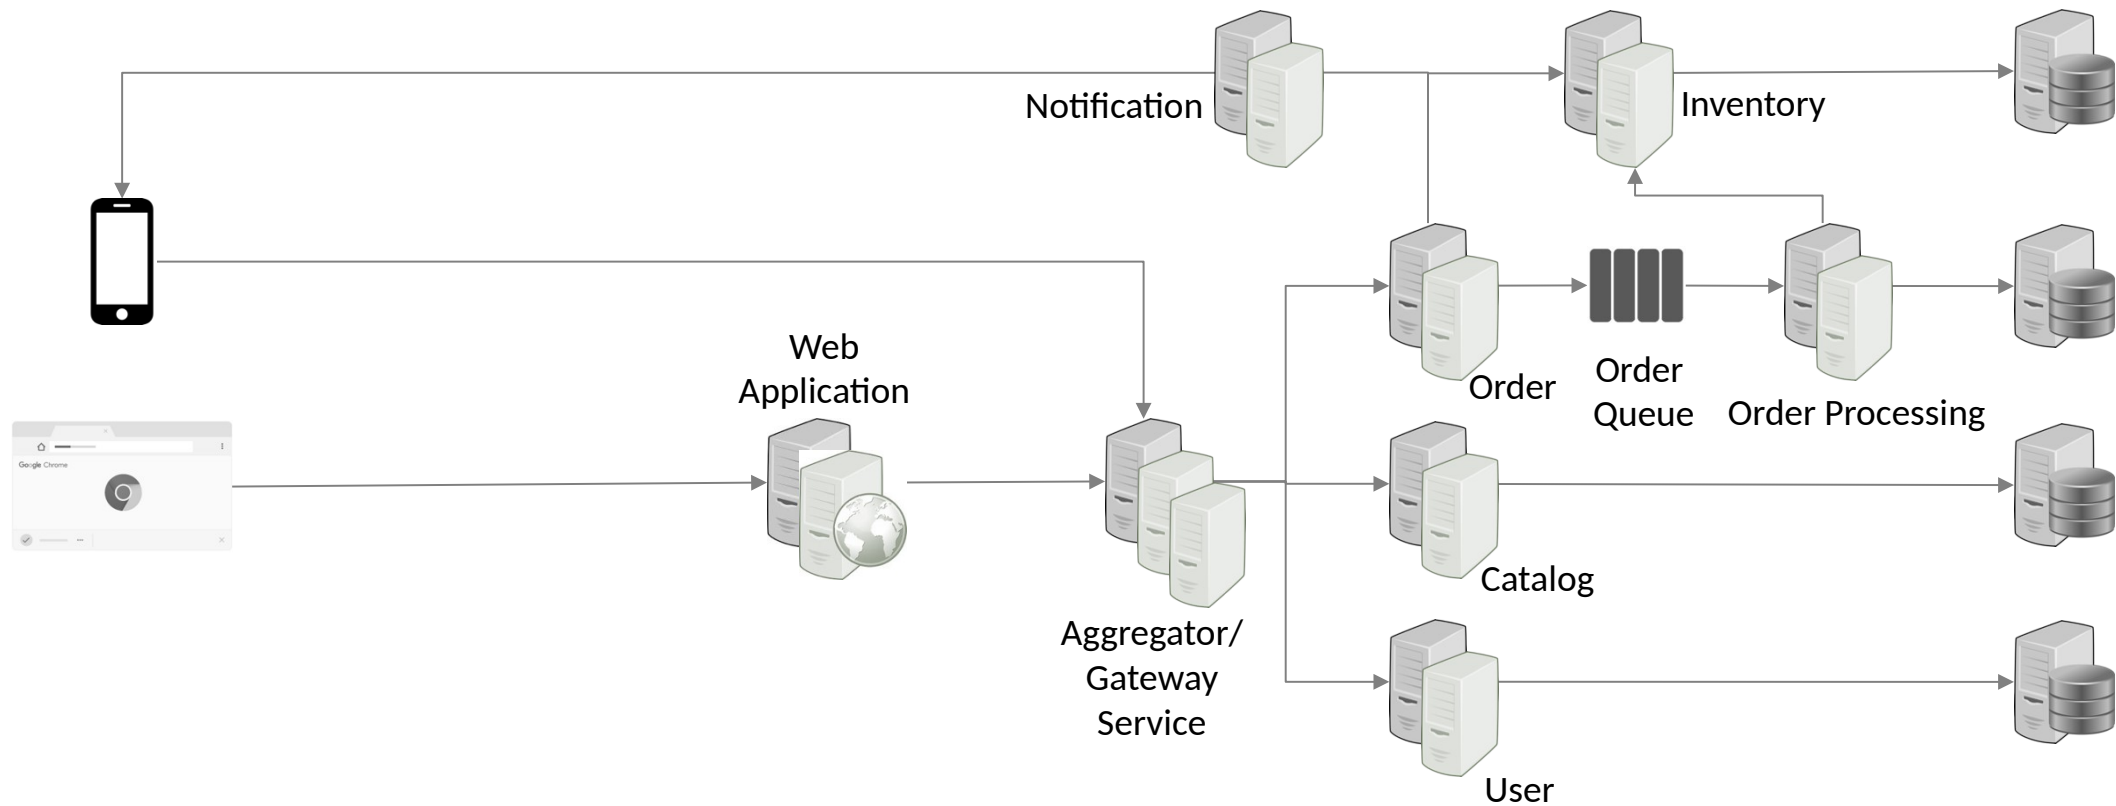 Notification
Inventory
Web
Application
Order
Order
Queue
Order Processing
Google Chrome
Catalog
Aggregator/
Gateway
Service
User